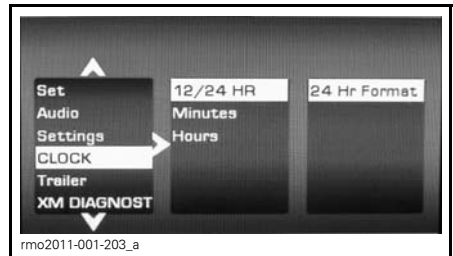 Set
Audio
Settings
CLOCK
Trailer
XM DIAGNOST
12/24 HR
Minutes
Hours
24 Hr Format
rmo2011-001-203_a